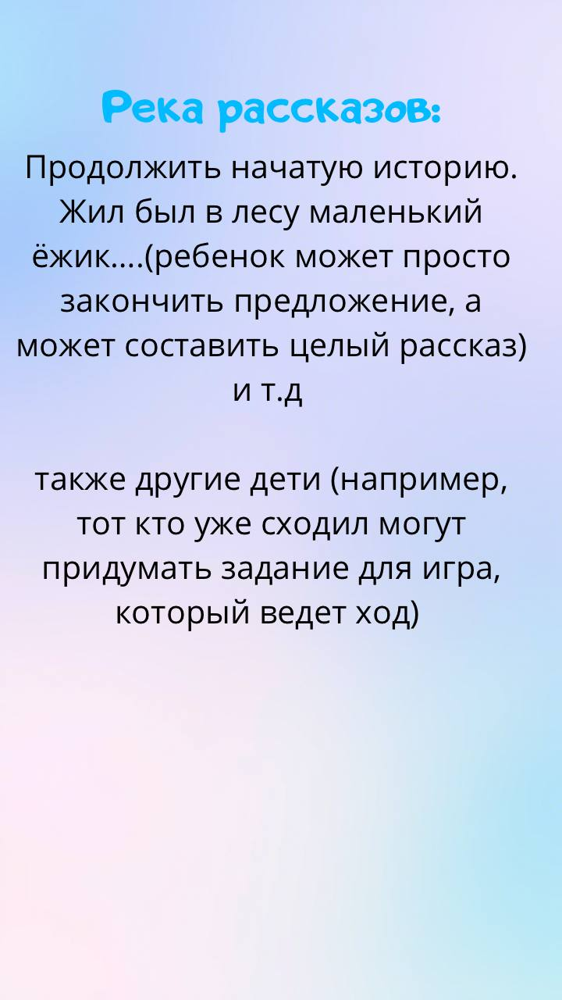 Река рассказов:
Продолжить начатую историю.
Жил был в лесу маленький
ёжик....(ребенок может просто
закончить предложение, а
может составить целый рассказ)
и т.д
также другие дети (например,
тот кто уже сходил могут
придумать задание для игра,
который ведет ход)